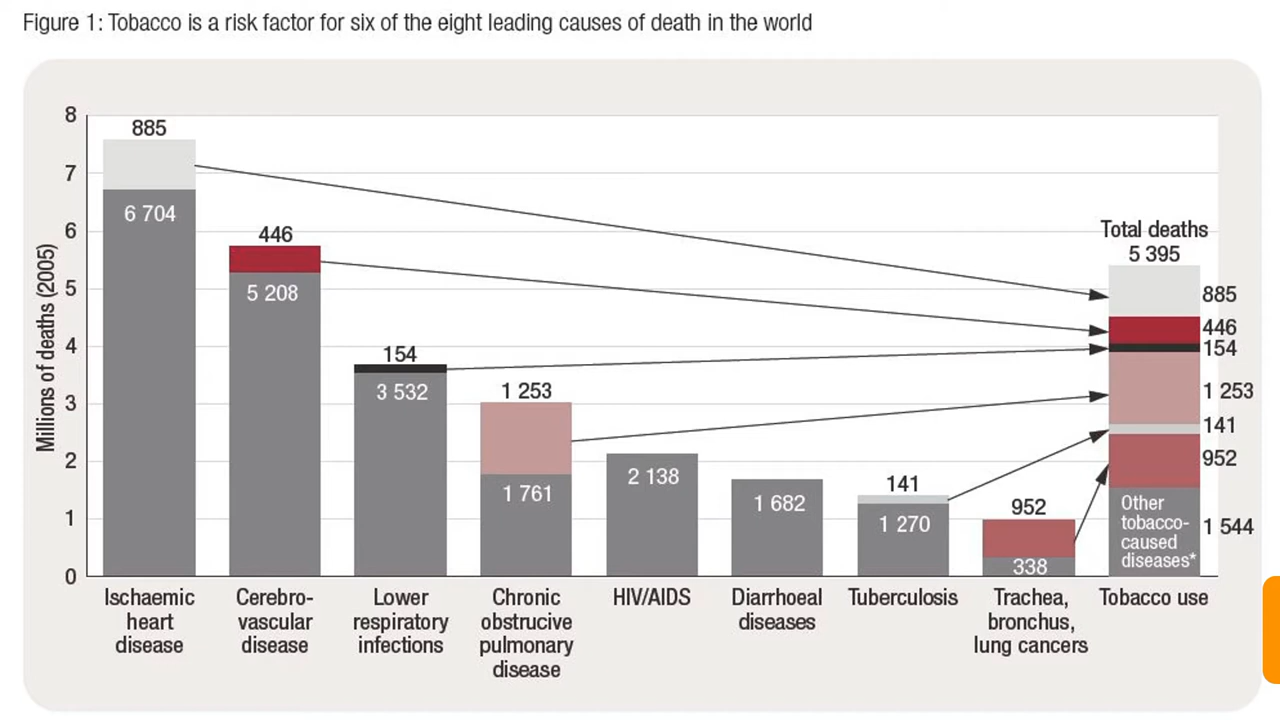 Figure 1: Tobacco is a risk factor for six of the eight leading causes of death in the world
Millions of deaths (2005)
8
7
6
5
4
3
2
1
0
885
6 704
446
5 208
154
3 532
1 253
1 761
2 138
1 682
141
1 270
952
338
Total deaths
5 395
885
446
154
1 253
141
952
1 544
Other
tobacco-
caused
diseases*
Ischaemic
heart
disease
Cerebro-
vascular
disease
Lower
respiratory
infections
Chronic
obstrucive
pulmonary
disease
HIV/AIDS
Diarrhoeal
diseases
Tuberculosis
Trachea,
bronchus,
lung cancers
Tobacco use